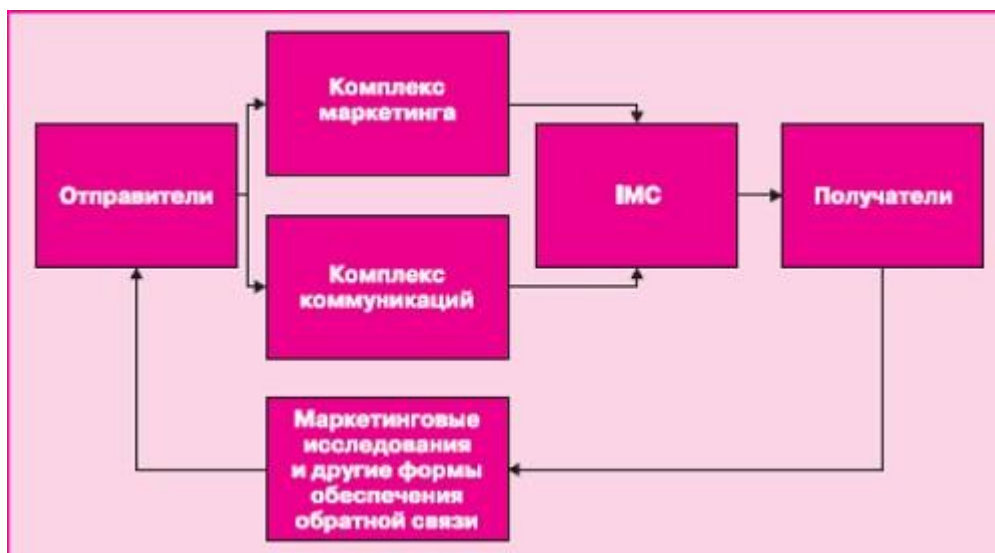 Комплекс
маркетинга
Отправители
IMC
Получатели
Комплекс
коммуникаций
Маркетинговые
исследования
и другие формы
обеспечения
обратной связи